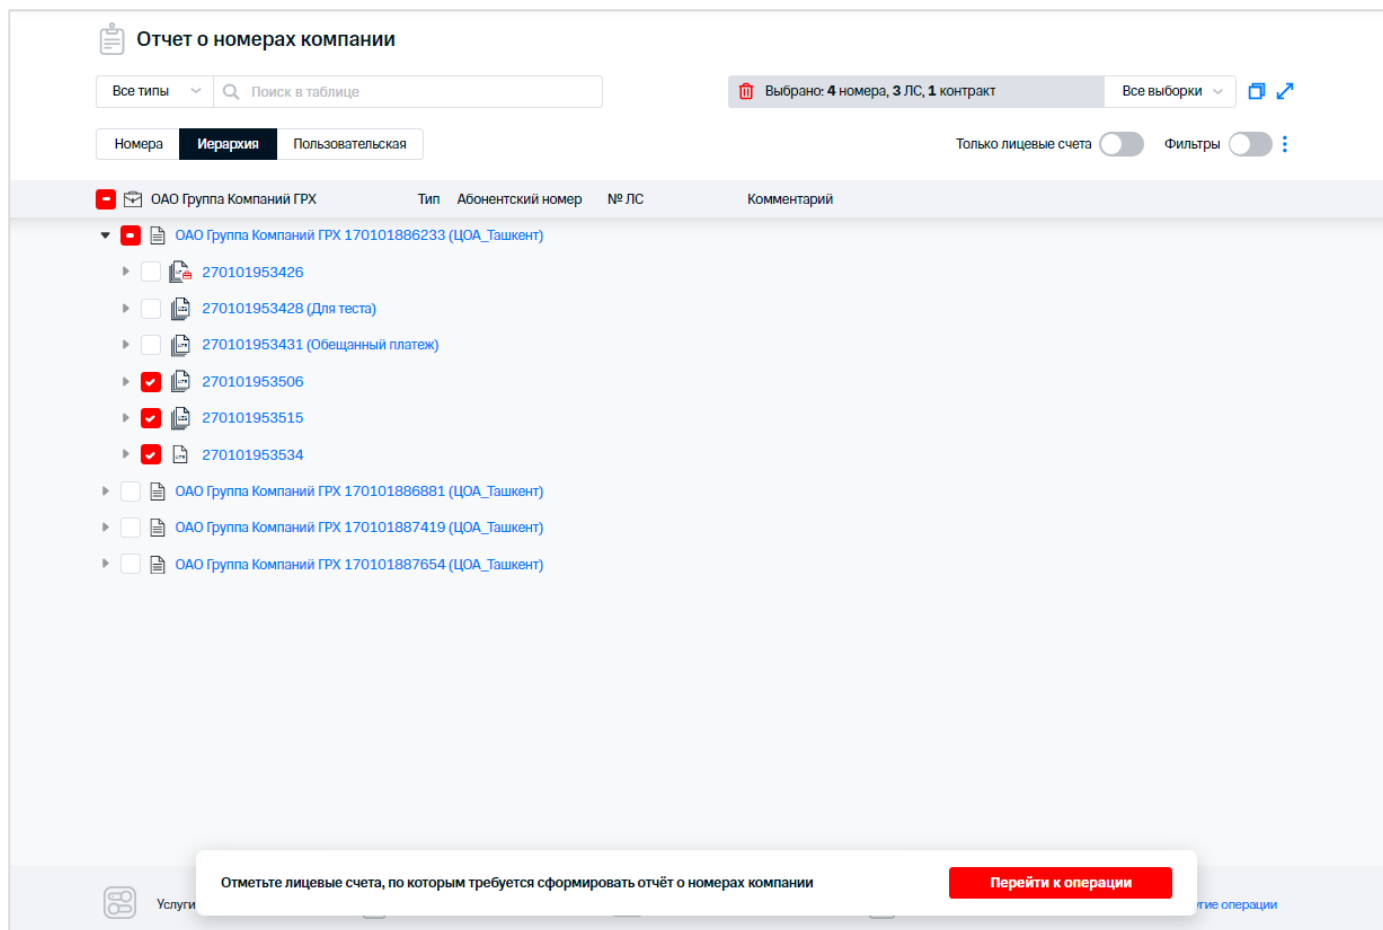 Отчет о номерах компании
Все типы Поиск в таблице Выбрано: 4 номера, 3 ЛС, 1 контракт Все выборки
Номера Иерархия Пользовательская Только лицевые счета Фильтры
ОАО Группа Компаний ГРХ Тип Абонентский номер № ЛС Комментарий
ОАО Группа Компаний ГРХ 170101886233 (ЦОА_Ташкент)
270101953426
270101953428 (Для теста)
270101953431 (Обещанный платеж)
270101953506
270101953515
270101953534
ОАО Группа Компаний ГРХ 170101886881 (ЦОА_Ташкент)
ОАО Группа Компаний ГРХ 170101887419 (ЦОА_Ташкент)
ОАО Группа Компаний ГРХ 170101887654 (ЦОА_Ташкент)
Отметьте лицевые счета, по которым требуется сформировать отчёт о номерах компании Перейти к операции
Услуги операции